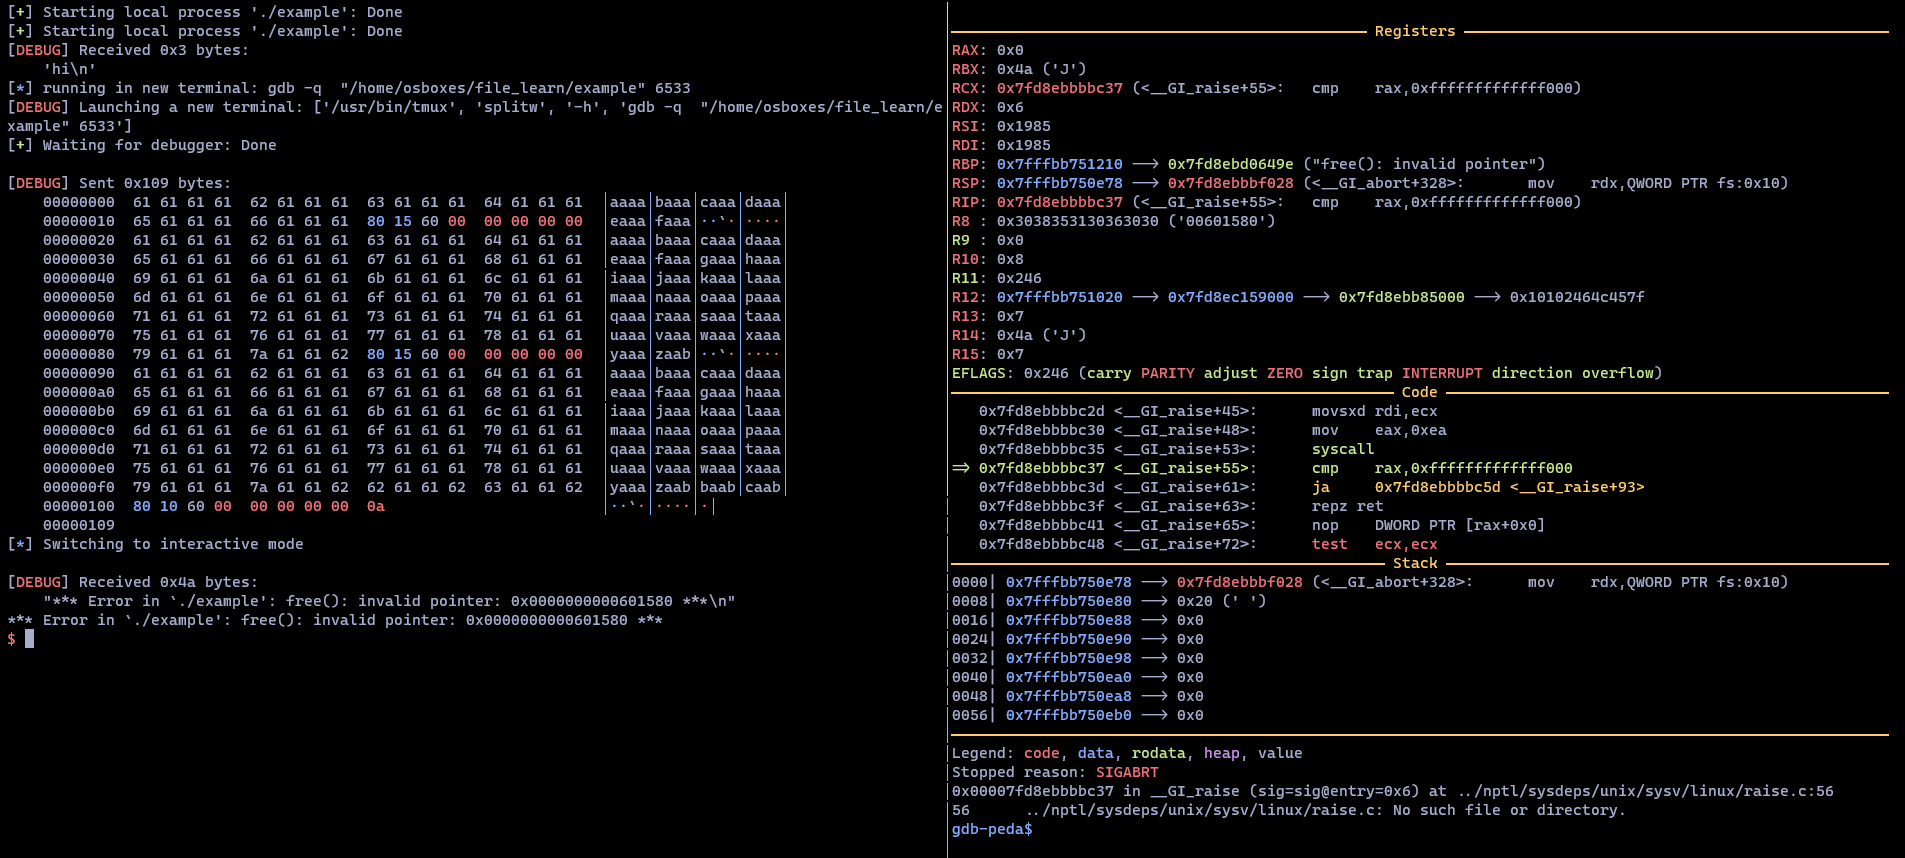 [+] Starting local process './example': Done
[+] Starting local process './example': Done
[DEBUG] Received 0x3 bytes:
    'hi\n'
[*] running in new terminal: gdb -q  "/home/osboxes/file_learn/example" 6533
[DEBUG] Launching a new terminal: ['/usr/bin/tmux', 'splitw', '-h', 'gdb -q  "/home/osboxes/file_learn/e
xample" 6533']
[+] Waiting for debugger: Done
[DEBUG] Sent 0x109 bytes:
    00000000  61 61 61 61  62 61 61 61  63 61 61 61  64 61 61 61  │aaaa│baaa│caaa│daaa│
    00000010  65 61 61 61  66 61 61 61  80 15 60 00  00 00 00 00  │eaaa│faaa│··`·│····│
    00000020  61 61 61 61  62 61 61 61  63 61 61 61  64 61 61 61  │aaaa│baaa│caaa│daaa│
    00000030  65 61 61 61  66 61 61 61  67 61 61 61  68 61 61 61  │eaaa│faaa│gaaa│haaa│
    00000040  69 61 61 61  6a 61 61 61  6b 61 61 61  6c 61 61 61  │iaaa│jaaa│kaaa│laaa│
    00000050  6d 61 61 61  6e 61 61 61  6f 61 61 61  70 61 61 61  │maaa│naaa│oaaa│paaa│
    00000060  71 61 61 61  72 61 61 61  73 61 61 61  74 61 61 61  │qaaa│raaa│saaa│taaa│
    00000070  75 61 61 61  76 61 61 61  77 61 61 61  78 61 61 61  │uaaa│vaaa│waaa│xaaa│
    00000080  79 61 61 61  7a 61 61 62  80 15 60 00  00 00 00 00  │yaaa│zaab│··`·│····│
    00000090  61 61 61 61  62 61 61 61  63 61 61 61  64 61 61 61  │aaaa│baaa│caaa│daaa│
    000000a0  65 61 61 61  66 61 61 61  67 61 61 61  68 61 61 61  │eaaa│faaa│gaaa│haaa│
    000000b0  69 61 61 61  6a 61 61 61  6b 61 61 61  6c 61 61 61  │iaaa│jaaa│kaaa│laaa│
    000000c0  6d 61 61 61  6e 61 61 61  6f 61 61 61  70 61 61 61  │maaa│naaa│oaaa│paaa│
    000000d0  71 61 61 61  72 61 61 61  73 61 61 61  74 61 61 61  │qaaa│raaa│saaa│taaa│
    000000e0  75 61 61 61  76 61 61 61  77 61 61 61  78 61 61 61  │uaaa│vaaa│waaa│xaaa│
    000000f0  79 61 61 61  7a 61 61 62  62 61 61 62  63 61 61 62  │yaaa│zaab│baab│caab│
    00000100  80 10 60 00  00 00 00 00  0a                        │··`·│····│·│
    00000109
[*] Switching to interactive mode
[DEBUG] Received 0x4a bytes:
    "*** Error in `./example': free(): invalid pointer: 0x0000000000601580 ***\n"
*** Error in `./example': free(): invalid pointer: 0x0000000000601580 ***
$
Registers
RAX: 0x0
RBX: 0x4a ('J')
RCX: 0x7fd8ebbbbc37 (<__GI_raise+55>:   cmp    rax,0xfffffffffffff000)
RDX: 0x6
RSI: 0x1985
RDI: 0x1985
RBP: 0x7fffbb751210 --> 0x7fd8ebd0649e ("free(): invalid pointer")
RSP: 0x7fffbb750e78 --> 0x7fd8ebbbf028 (<__GI_abort+328>:       mov    rdx,QWORD PTR fs:0x10)
RIP: 0x7fd8ebbbbc37 (<__GI_raise+55>:   cmp    rax,0xfffffffffffff000)
R8 : 0x3038353130363030 ('00601580')
R9 : 0x0
R10: 0x8
R11: 0x246
R12: 0x7fffbb751020 --> 0x7fd8ec159000 --> 0x7fd8ebb85000 --> 0x10102464c457f
R13: 0x7
R14: 0x4a ('J')
R15: 0x7
EFLAGS: 0x246 (carry PARITY adjust ZERO sign trap INTERRUPT direction overflow)
Code
   0x7fd8ebbbbc2d <__GI_raise+45>:      movsxd rdi,ecx
   0x7fd8ebbbbc30 <__GI_raise+48>:      mov    eax,0xea
   0x7fd8ebbbbc35 <__GI_raise+53>:      syscall
=> 0x7fd8ebbbbc37 <__GI_raise+55>:      cmp    rax,0xfffffffffffff000
   0x7fd8ebbbbc3d <__GI_raise+61>:      ja     0x7fd8ebbbbc5d <__GI_raise+93>
   0x7fd8ebbbbc3f <__GI_raise+63>:      repz ret
   0x7fd8ebbbbc41 <__GI_raise+65>:      nop    DWORD PTR [rax+0x0]
   0x7fd8ebbbbc48 <__GI_raise+72>:      test   ecx,ecx
Stack
0000| 0x7fffbb750e78 --> 0x7fd8ebbbf028 (<__GI_abort+328>:      mov    rdx,QWORD PTR fs:0x10)
0008| 0x7fffbb750e80 --> 0x20 (' ')
0016| 0x7fffbb750e88 --> 0x0
0024| 0x7fffbb750e90 --> 0x0
0032| 0x7fffbb750e98 --> 0x0
0040| 0x7fffbb750ea0 --> 0x0
0048| 0x7fffbb750ea8 --> 0x0
0056| 0x7fffbb750eb0 --> 0x0
Legend: code, data, rodata, heap, value
Stopped reason: SIGABRT
0x00007fd8ebbbbc37 in __GI_raise (sig=sig@entry=0x6) at ../nptl/sysdeps/unix/sysv/linux/raise.c:56
56      ../nptl/sysdeps/unix/sysv/linux/raise.c: No such file or directory.
gdb-peda$